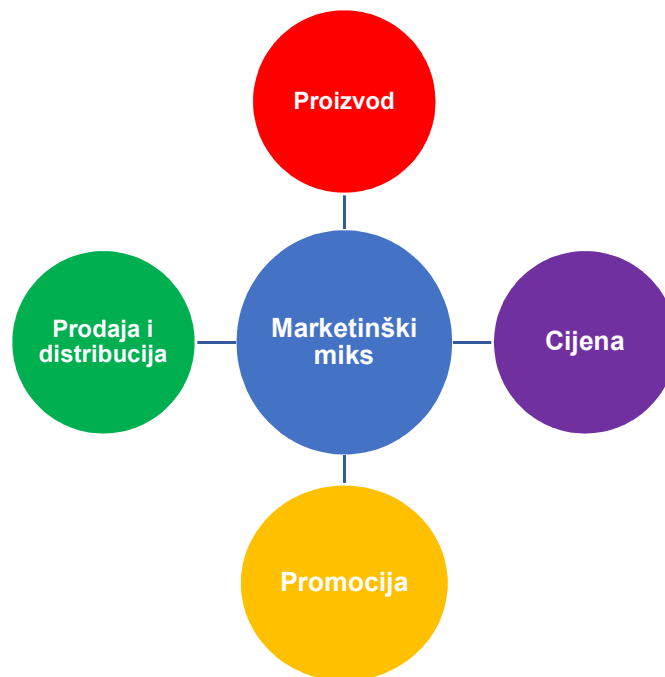 Proizvod
Prodaja i
distribucija
Marketinški
miks
Cijena
Promocija